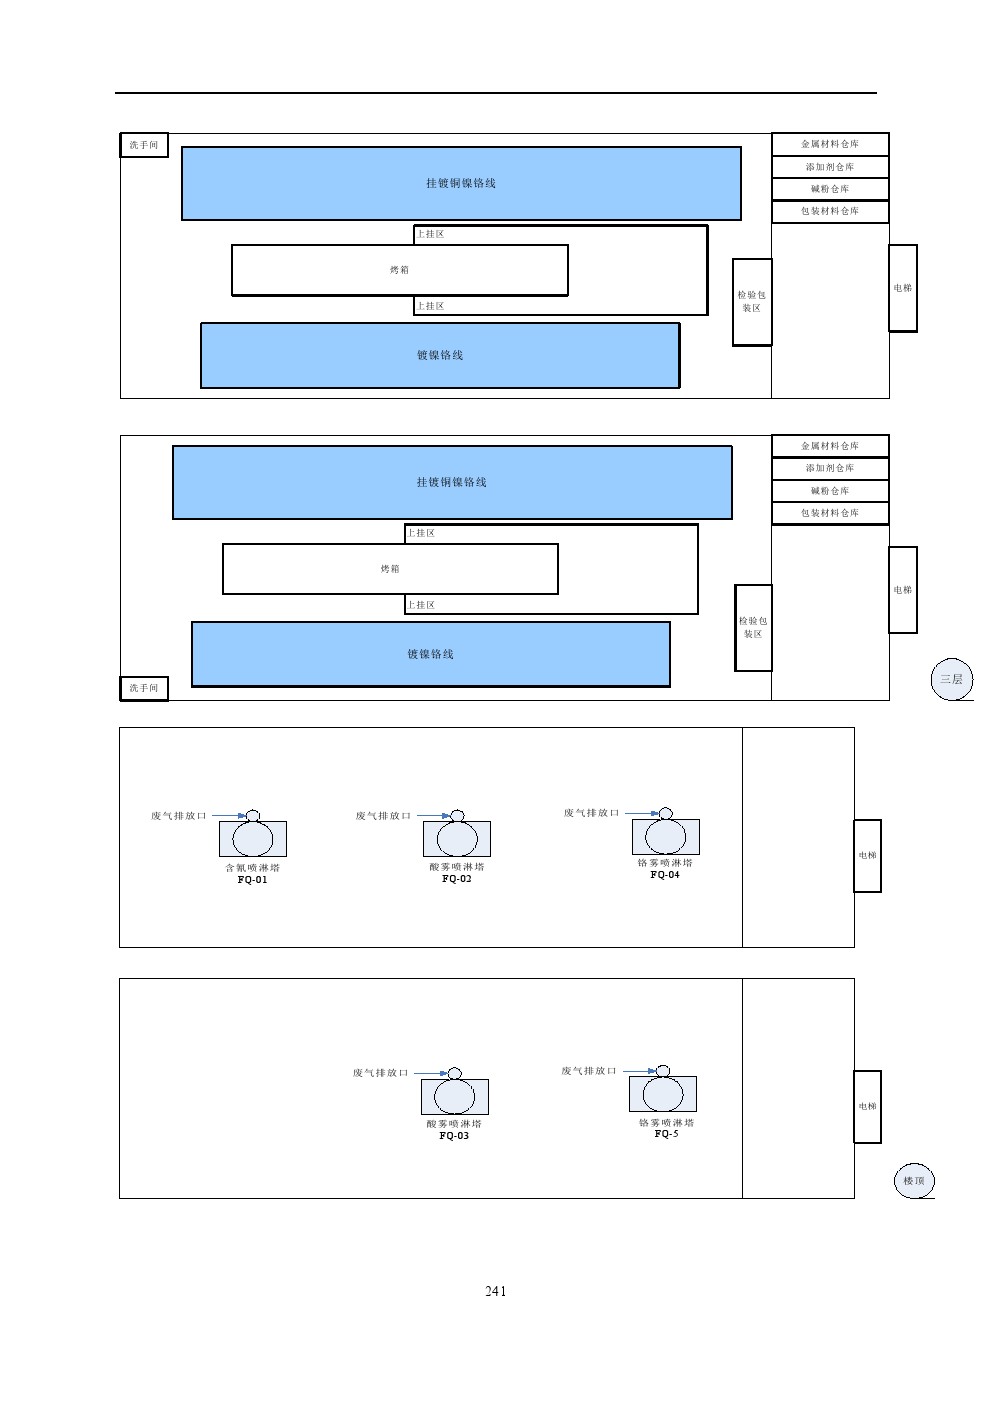 洗手间
金属材料仓库
添加剂仓库
碱粉仓库
包装材料仓库
挂镀铜镍铬线
上挂区
烤箱
上挂区
检验包
装区
电梯
镀镍铬线
金属材料仓库
添加剂仓库
碱粉仓库
包装材料仓库
挂镀铜镍铬线
上挂区
烤箱
上挂区
检验包
装区
电梯
镀镍铬线
洗手间
三层
废气排放口
含氰喷淋塔
FQ-01
废气排放口
酸雾喷淋塔
FQ-02
废气排放口
铬雾喷淋塔
FQ-04
电梯
废气排放口
酸雾喷淋塔
FQ-03
废气排放口
铬雾喷淋塔
FQ-5
电梯
楼顶
241